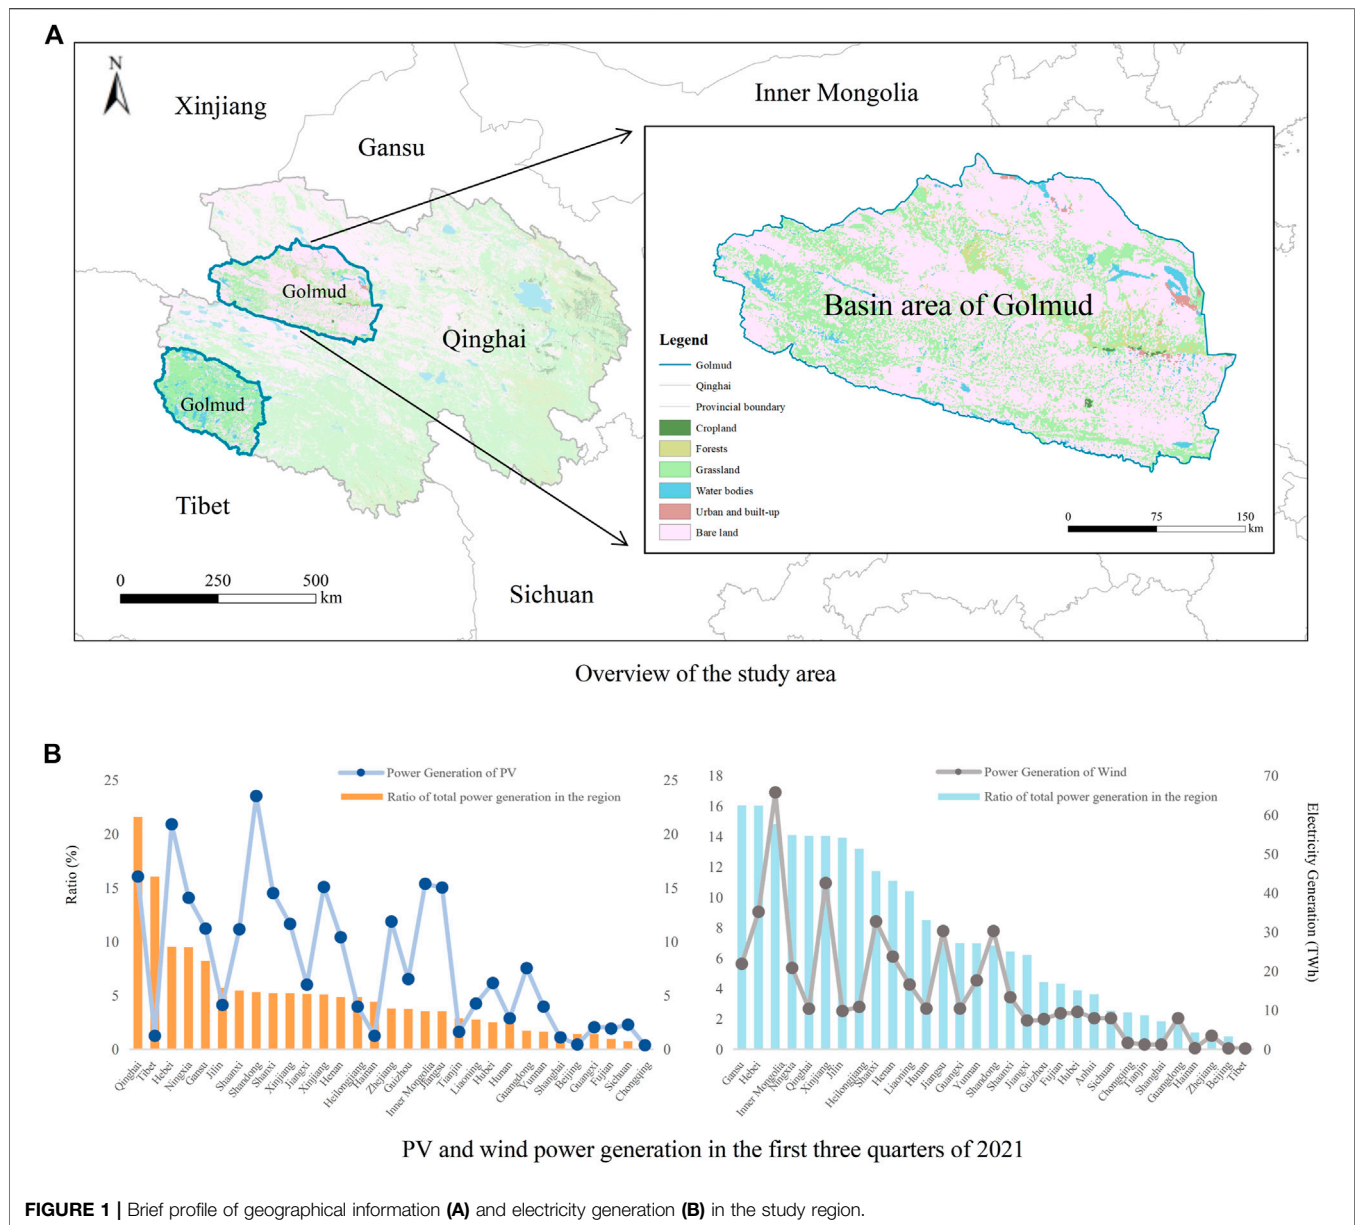 A
N
Xinjiang
Inner Mongolia
Gansu
Golmud
Qinghai
Golmud
Tibet
Sichuan
0 250 500
km
Basin area of Golmud
Legend
Golmud
Qinghai
Provincial boundary
Cropland
Forests
Grassland
Water bodies
Urban and built-up
Bare land
0 75 150
km
Overview of the study area
B
Power Generation of PV
Ratio of total power generation in the region
Ratio (%)
25
20
15
10
5
0
25
20
15
10
5
0
Qinghai
Tibet
Hebei
Ningxia
Gansu
Jilin
Shaanxi
Shandong
Shanxi
Xinjiang
Jiangxi
Xinjiang
Henan
Heilongjiang
Hainan
Zhejiang
Guizhou
Inner Mongolia
Jiangsu
Tianjin
Liaoning
Hubei
Hunan
Guangdong
Yunnan
Shanghai
Beijing
Guangxi
Fujian
Sichuan
Chongqing
Power Generation of Wind
Ratio of total power generation in the region
18
16
14
12
10
8
6
4
2
0
70
60
50
40
30
20
10
0
Electricity Generation (TWh)
Gansu
Hebei
Inner Mongolia
Ningxia
Qinghai
Xinjiang
Jilin
Heilongjiang
Shanxi
Henan
Liaoning
Hunan
Jiangsu
Guangxi
Yunnan
Shandong
Shaanxi
Jiangxi
Guizhou
Fujian
Hubei
Anhui
Sichuan
Chongqing
Tianjin
Shanghai
Guangdong
Hainan
Zhejiang
Beijing
Tibet
PV and wind power generation in the first three quarters of 2021
FIGURE 1 | Brief profile of geographical information (A) and electricity generation (B) in the study region.